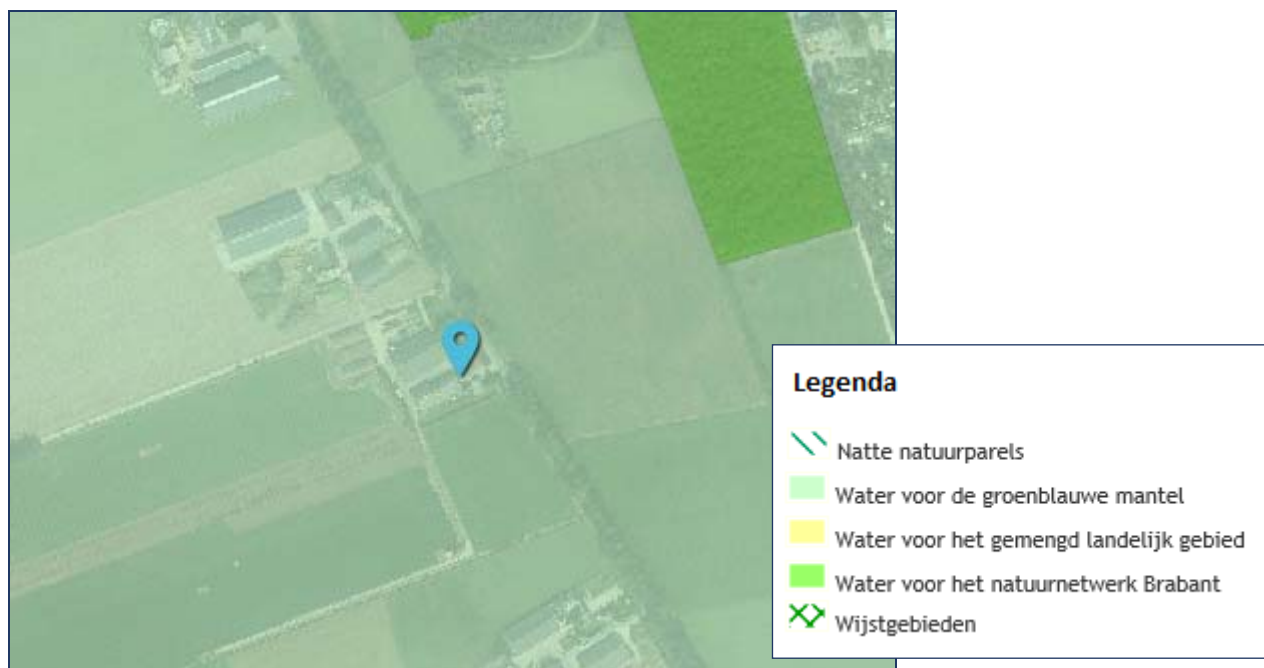 Legenda
Natte natuurparels
Water voor de groenblauwe mantel
Water voor het gemengd landelijk gebied
Water voor het natuurnetwerk Brabant
Wijstgebieden